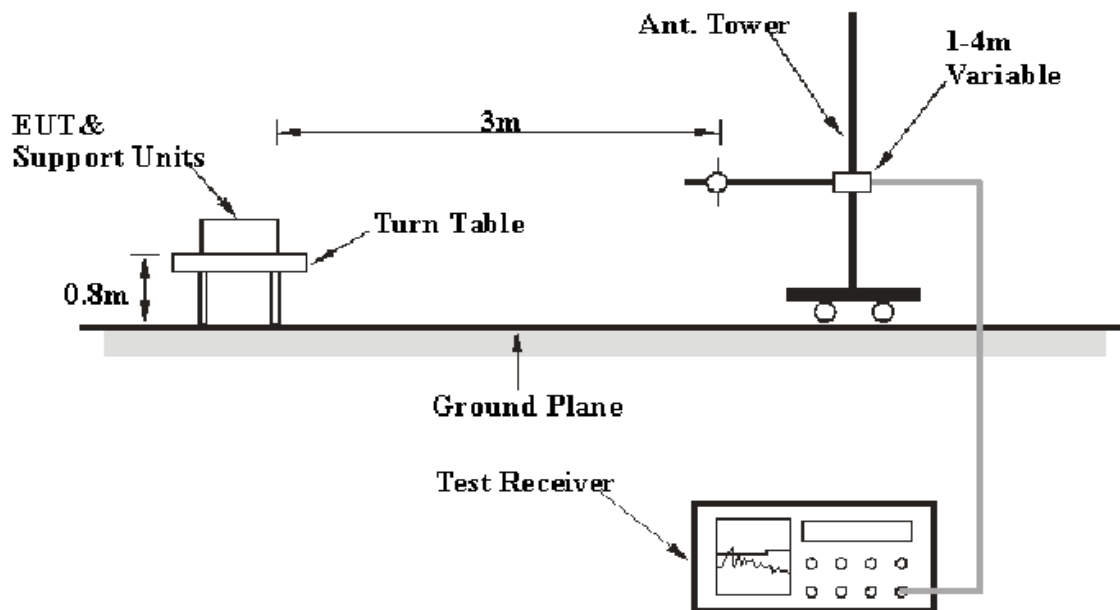 Ant. Tower
1-4m
Variable
3m
EUT&
Support Units
Turn Table
0.8m
Ground Plane
Test Receiver